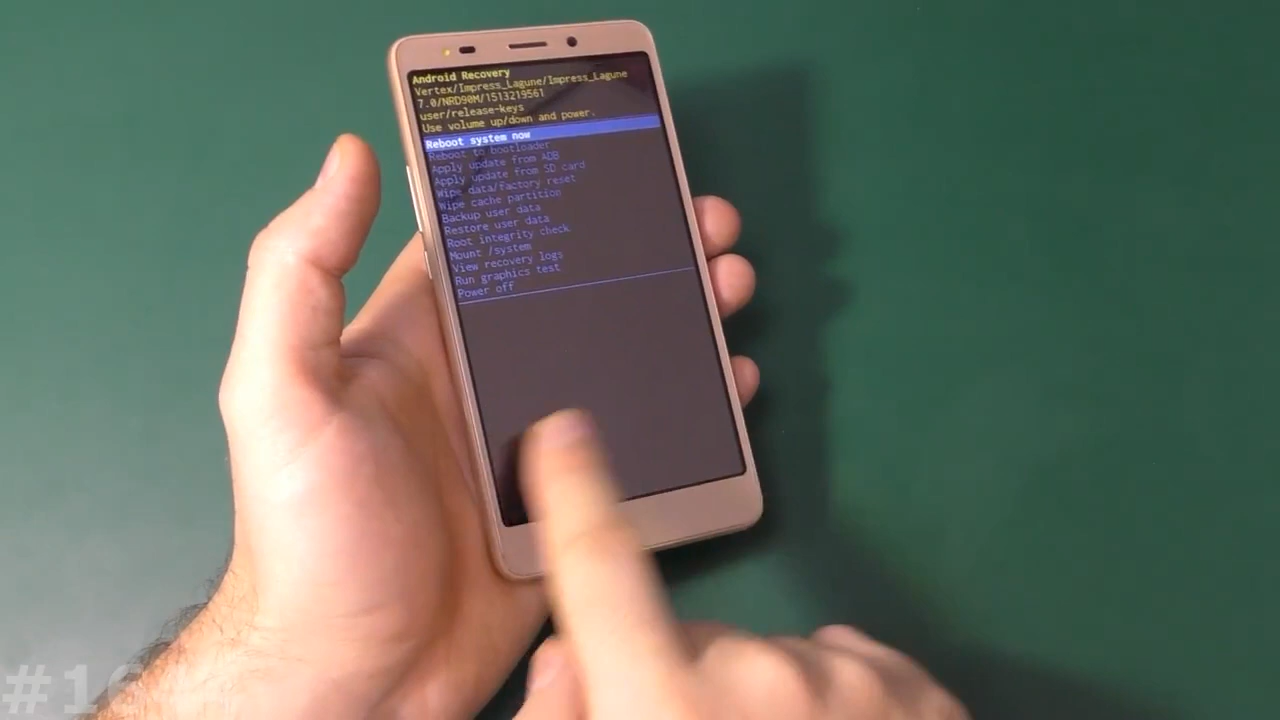 Android Recovery
Vertex/Impress_Lagune/Impress_Lagune
7.0/NRD90M/1513219561
user/release-keys
Use volume up/down and power.
Reboot system now
Reboot to bootloader
Apply update from ADB
Apply update from SD card
Wipe data/factory reset
Wipe cache partition
Backup user data
Restore user data
Root integrity check
Mount /system
View recovery logs
Run graphics test
Power off